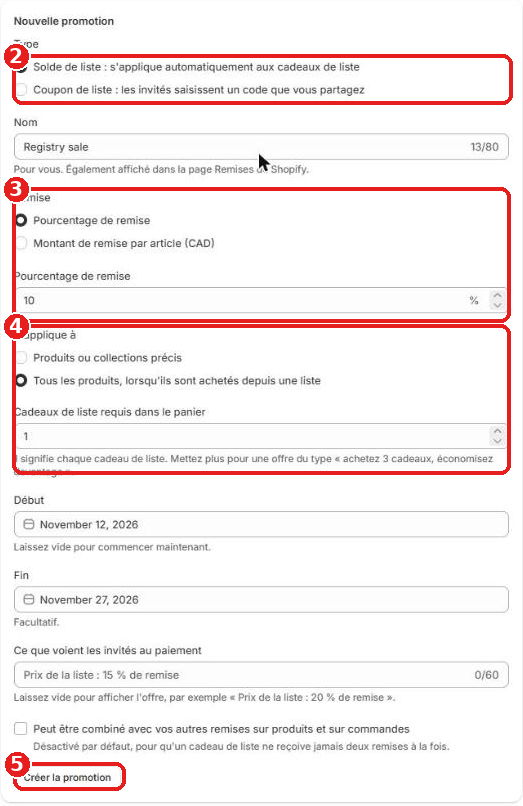 Nouvelle promotion
Type
2
Solde de liste : s'applique automatiquement aux cadeaux de liste
Coupon de liste : les invités saisissent un code que vous partagez
Nom
Registry sale 13/80
Pour vous. Également affiché dans la page Remises Shopify.
3
Pourcentage de remise
Montant de remise par article (CAD)
Pourcentage de remise
10 %
4
Produits ou collections précis
Tous les produits, lorsqu'ils sont achetés depuis une liste
Cadeaux de liste requis dans le panier
1
1 signifie chaque cadeau de liste. Mettez plus pour une offre du type « achetez 3 cadeaux, économisez
Début
November 12, 2026
Laissez vide pour commencer maintenant.
Fin
November 27, 2026
Facultatif.
Ce que voient les invités au paiement
Prix de la liste : 15 % de remise 0/60
Laissez vide pour afficher l'offre, par exemple « Prix de la liste : 20 % de remise ».
Peut être combiné avec vos autres remises sur produits et sur commandes
Désactivé par défaut, pour qu'un cadeau de liste ne reçoive jamais deux remises à la fois.
5
Créer la promotion